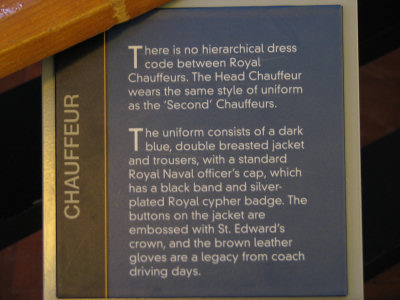 CHAUFFEUR
There is no hierarchical dress
code between Royal
Chauffeurs. The Head Chauffeur
wears the same style of uniform
as the 'Second' Chauffeurs.
The uniform consists of a dark
blue, double breasted jacket
and trousers, with a standard
Royal Naval officer's cap, which
has a black band and silver-
plated Royal cypher badge. The
buttons on the jacket are
embossed with St. Edward's
crown, and the brown leather
gloves are a legacy from coach
driving days.